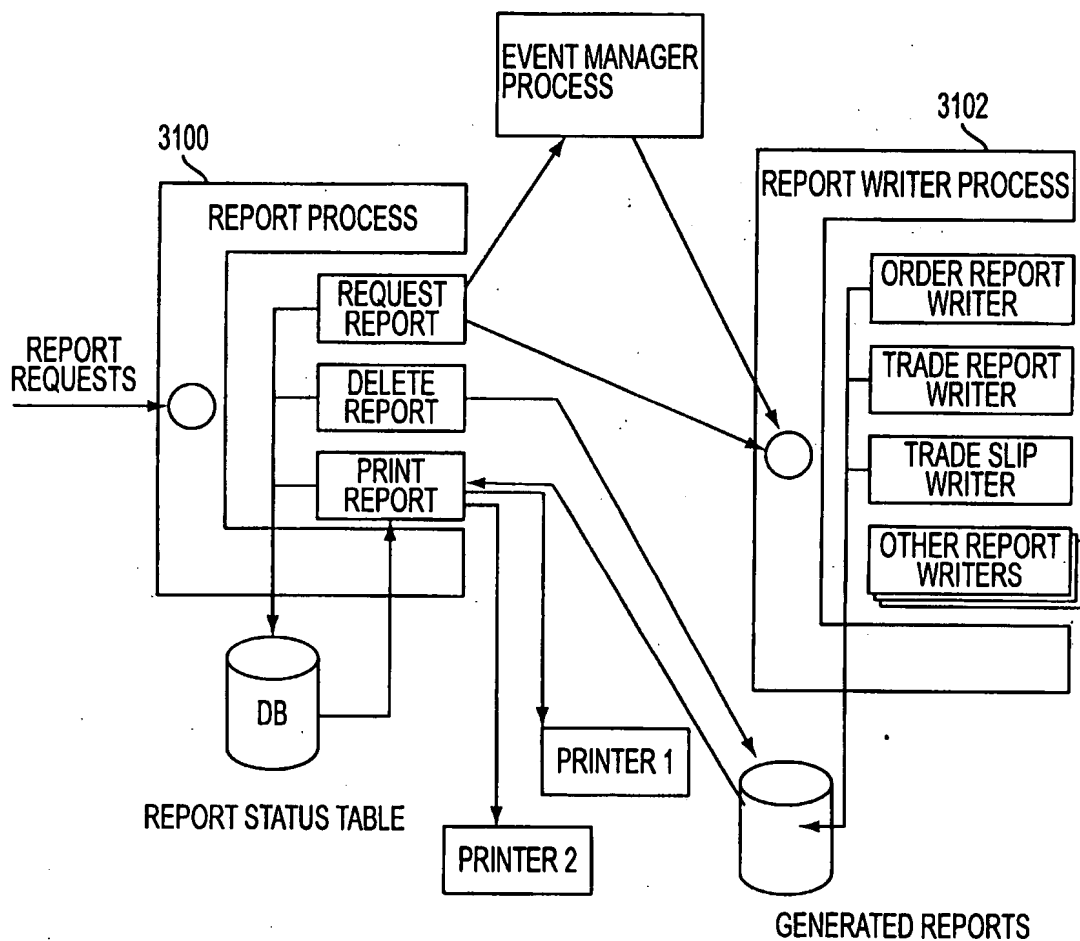 EVENT MANAGER
PROCESS
3100
3102
REPORT PROCESS
REPORT WRITER PROCESS
REQUEST
REPORT
ORDER REPORT
WRITER
REPORT
REQUESTS
DELETE
REPORT
TRADE REPORT
WRITER
PRINT
REPORT
TRADE SLIP
WRITER
OTHER REPORT
WRITERS
DB
PRINTER 1
REPORT STATUS TABLE
PRINTER 2
GENERATED REPORTS